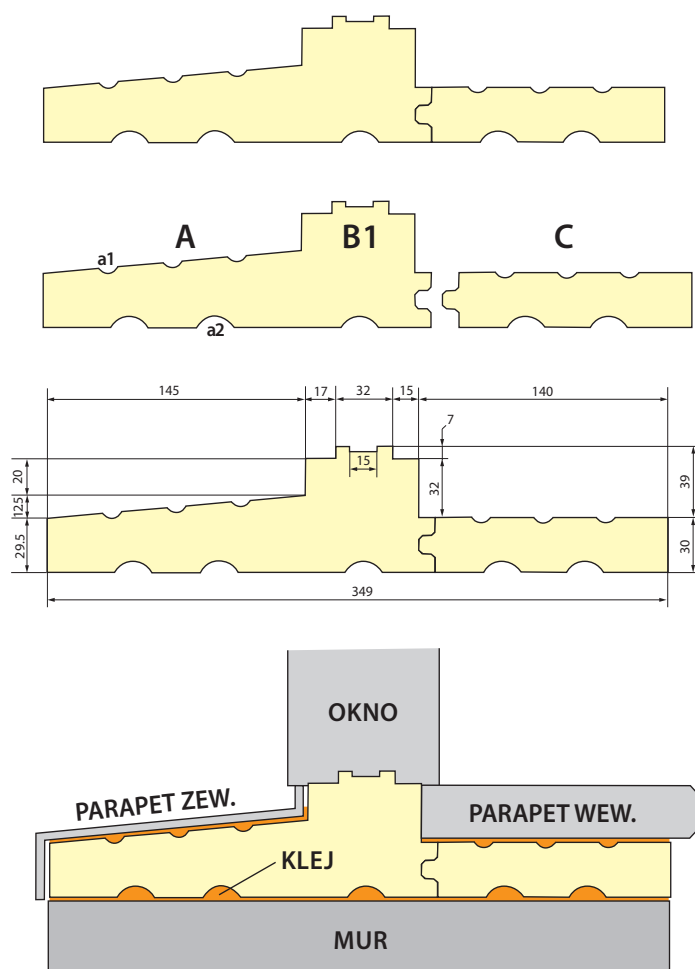 A
B1
C
a1
a2
145
17
32
15
140
7
15
20
12.5
29.5
32
39
30
349
OKNO
PARAPET ZEW.
PARAPET WEW.
KLEJ
MUR